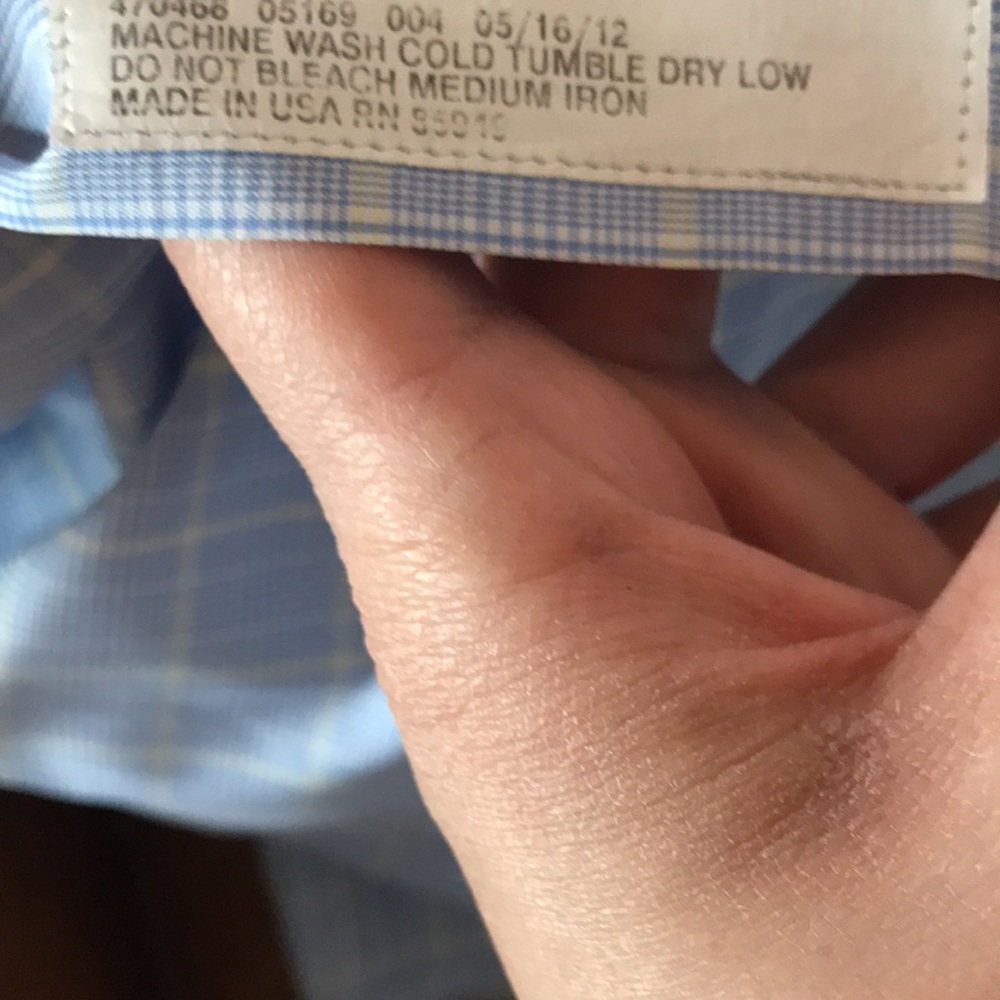 470468 05169 004 05/16/12
MACHINE WASH COLD TUMBLE DRY LOW
DO NOT BLEACH MEDIUM IRON
MADE IN USA RN